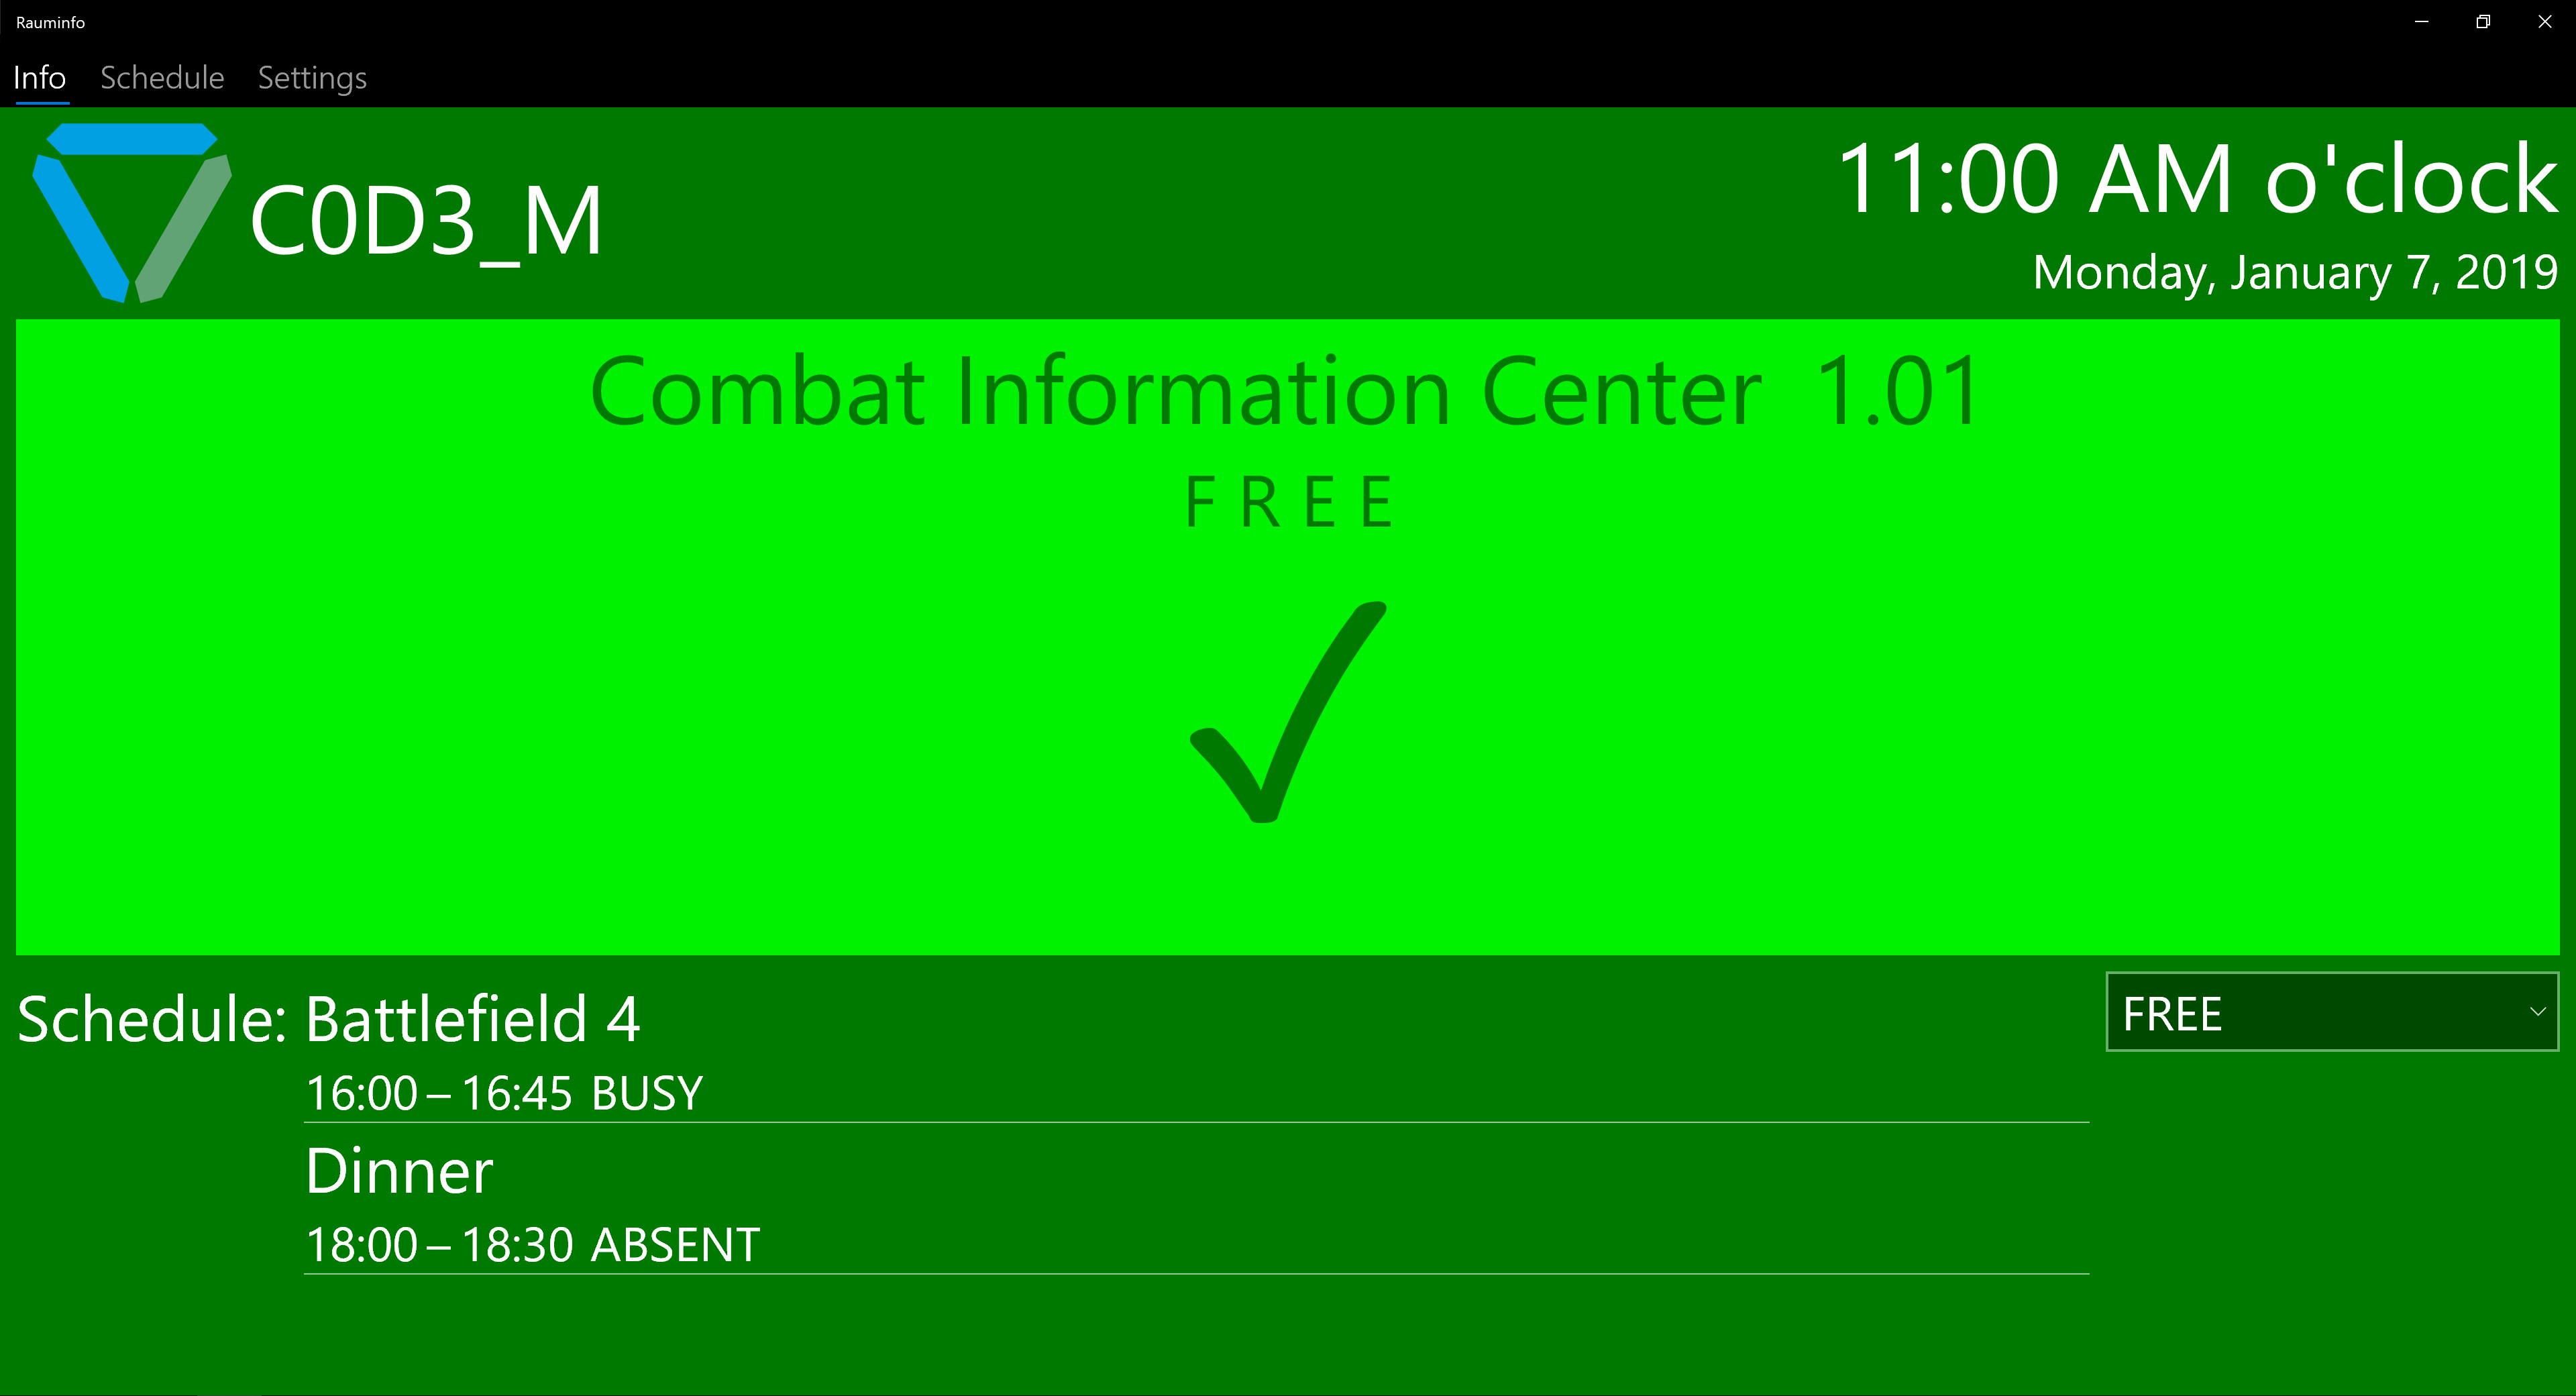 Rauminfo
Info Schedule Settings
C0D3_M
11:00 AM o'clock
Monday, January 7, 2019
Combat Information Center 1.01
F R E E
Schedule: Battlefield 4
16:00 – 16:45 BUSY
Dinner
18:00 – 18:30 ABSENT
FREE